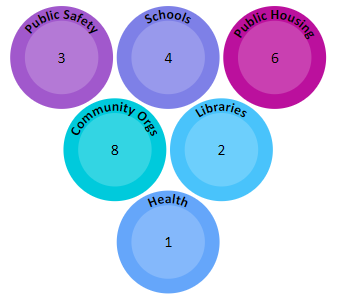 Public Safety
3
Schools
4
Public Housing
6
Community Orgs
8
Libraries
2
Health
1